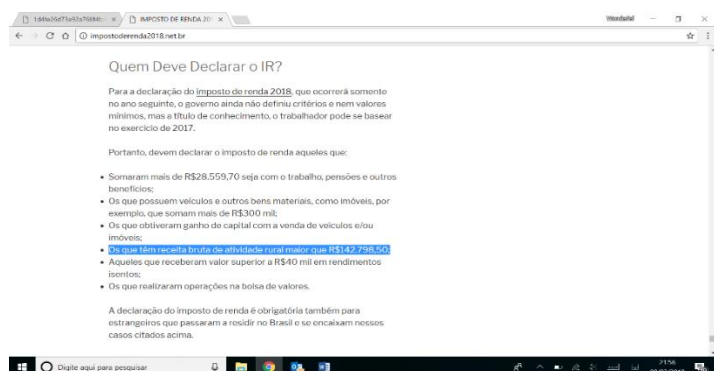 IMPOSTO DE RENDA 20
Wondeful
impostoderenda2018.net.br
Quem Deve Declarar o IR?
Para a declaração do imposto de renda 2018, que ocorrerá somente
no ano seguinte, o governo ainda não definiu critérios e nem valores
mínimos, mas a título de conhecimento, o trabalhador pode se basear
no exercício de 2017.
Portanto, devem declarar o imposto de renda aqueles que:
Somaram mais de R$28.559,70 seja com o trabalho, pensões e outros
benefícios;
Os que possuem veículos e outros bens materiais, como imóveis, por
exemplo, que somam mais de R$300 mil;
Os que obtiveram ganho de capital com a venda de veículos e/ou
imóveis;
Os que têm receita bruta de atividade rural maior que R$142.798,50;
Aqueles que receberam valor superior a R$40 mil em rendimentos
isentos;
Os que realizaram operações na bolsa de valores.
A declaração do imposto de renda é obrigatória também para
estrangeiros que passaram a residir no Brasil e se encaixam nesses
casos citados acima.
Digite aqui para pesquisar
21:56